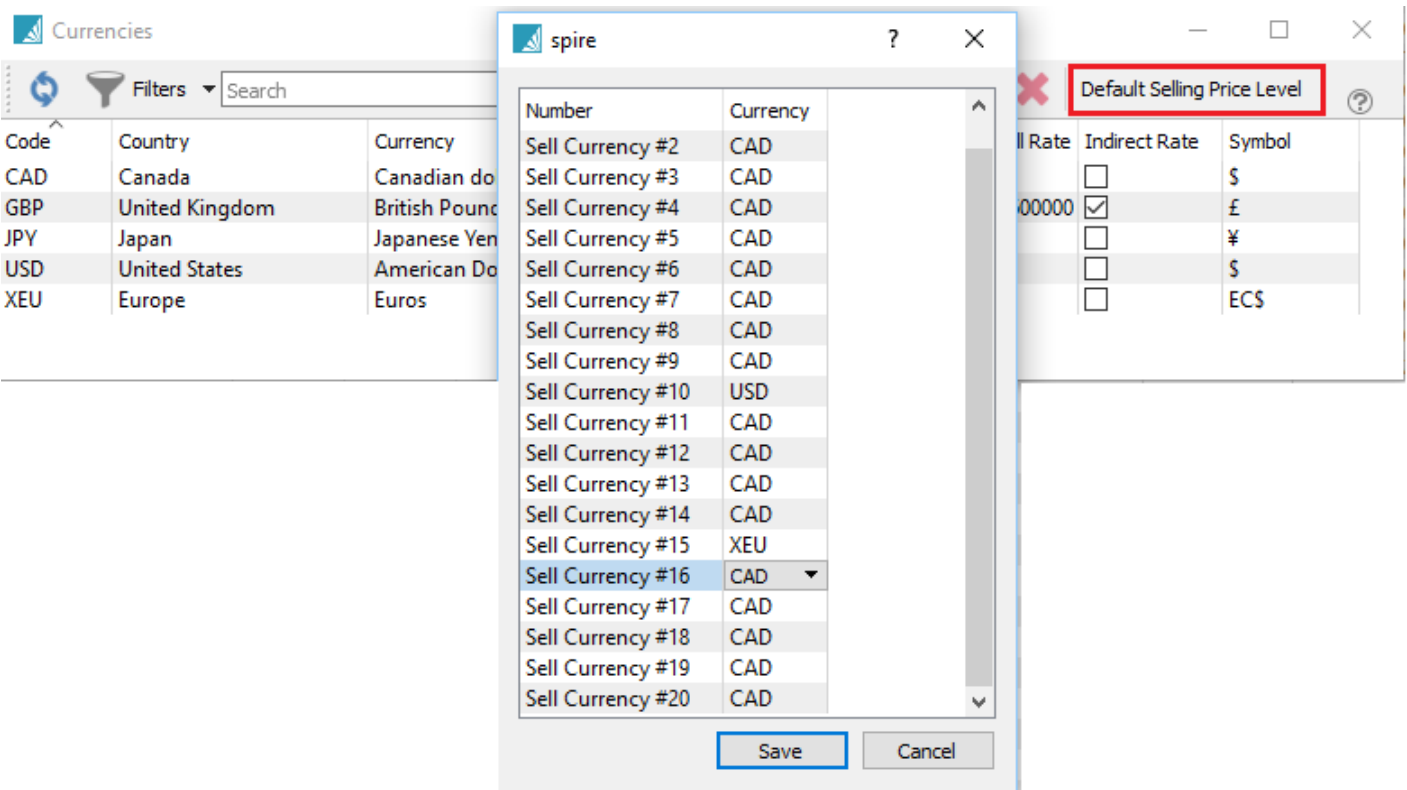 Currencies
spire ? ×
Filters Search
Default Selling Price Level ?
Code Country Currency Rate Indirect Rate Symbol
CAD Canada Canadian $
GBP United Kingdom British £
JPY Japan Japanese Yen ¥
USD United States American $
XEU Europe Euros EC$
Number Currency
Sell Currency #2 CAD
Sell Currency #3 CAD
Sell Currency #4 CAD
Sell Currency #5 CAD
Sell Currency #6 CAD
Sell Currency #7 CAD
Sell Currency #8 CAD
Sell Currency #9 CAD
Sell Currency #10 USD
Sell Currency #11 CAD
Sell Currency #12 CAD
Sell Currency #13 CAD
Sell Currency #14 CAD
Sell Currency #15 XEU
Sell Currency #16 CAD
Sell Currency #17 CAD
Sell Currency #18 CAD
Sell Currency #19 CAD
Sell Currency #20 CAD
Save Cancel